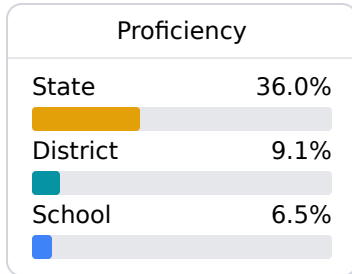 Proficiency
State 36.0%
District 9.1%
School 6.5%